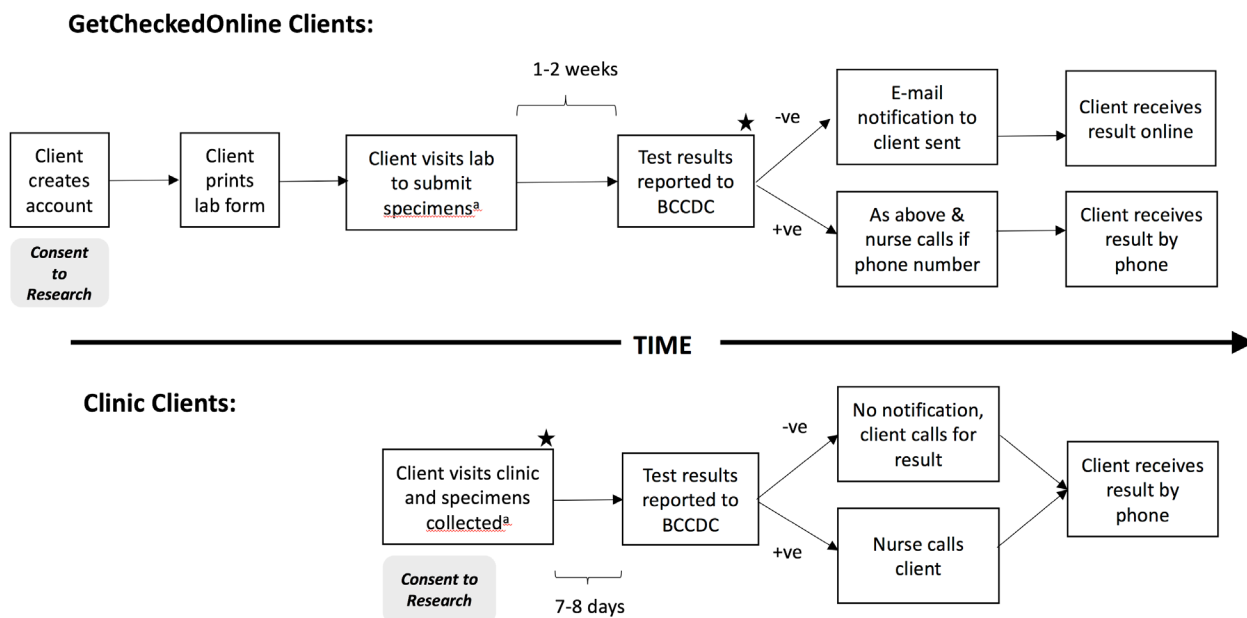 GetCheckedOnline Clients:
1-2 weeks
Client
creates
account
Client
prints
lab form
Client visits lab
to submit
specimensᵃ
★
Test results
reported to
BCCDC
-ve
+ve
E-mail
notification to
client sent
Client receives
result online
As above &
nurse calls if
phone number
Client receives
result by
phone
Consent
to
Research
TIME
Clinic Clients:
★
Client visits clinic
and specimens
collectedᵃ
Test results
reported to
BCCDC
-ve
+ve
No notification,
client calls for
result
Nurse calls
client
Client receives
result by
phone
Consent to
Research
7-8 days